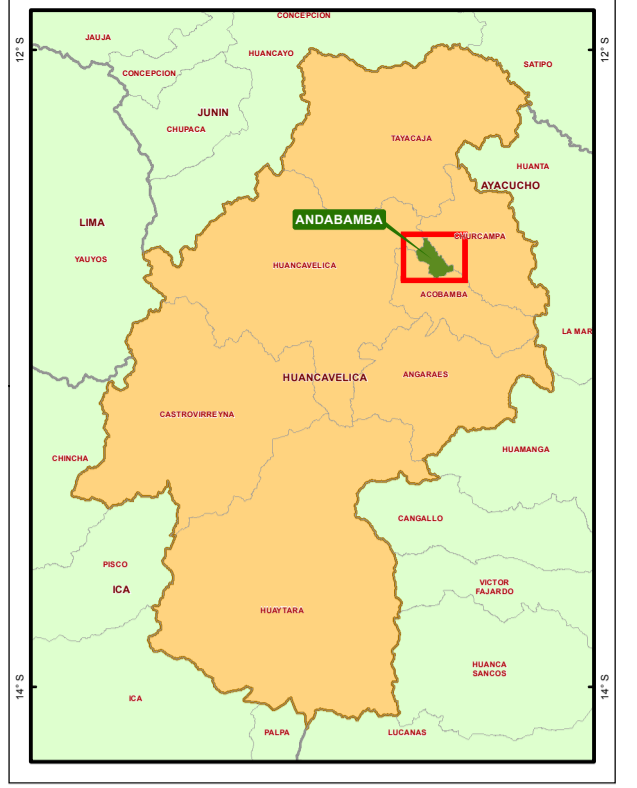 CONCEPCION
JAUJA
HUANCAYO
12° S
12° S
SATIPO
CONCEPCION
JUNIN
CHUPACA
TAYACAJA
HUANTA
AYACUCHO
ANDABAMBA
LIMA
CHURCAMPA
YAUYOS
HUANCAVELICA
ACOBAMBA
LA MAR
HUANCAVELICA
ANGARAES
CASTROVIRREYNA
CHINCHA
HUAMANGA
CANGALLO
PISCO
ICA
VICTOR
FAJARDO
HUAYTARA
HUANCA
SANCOS
14° S
14° S
ICA
PALPA
LUCANAS